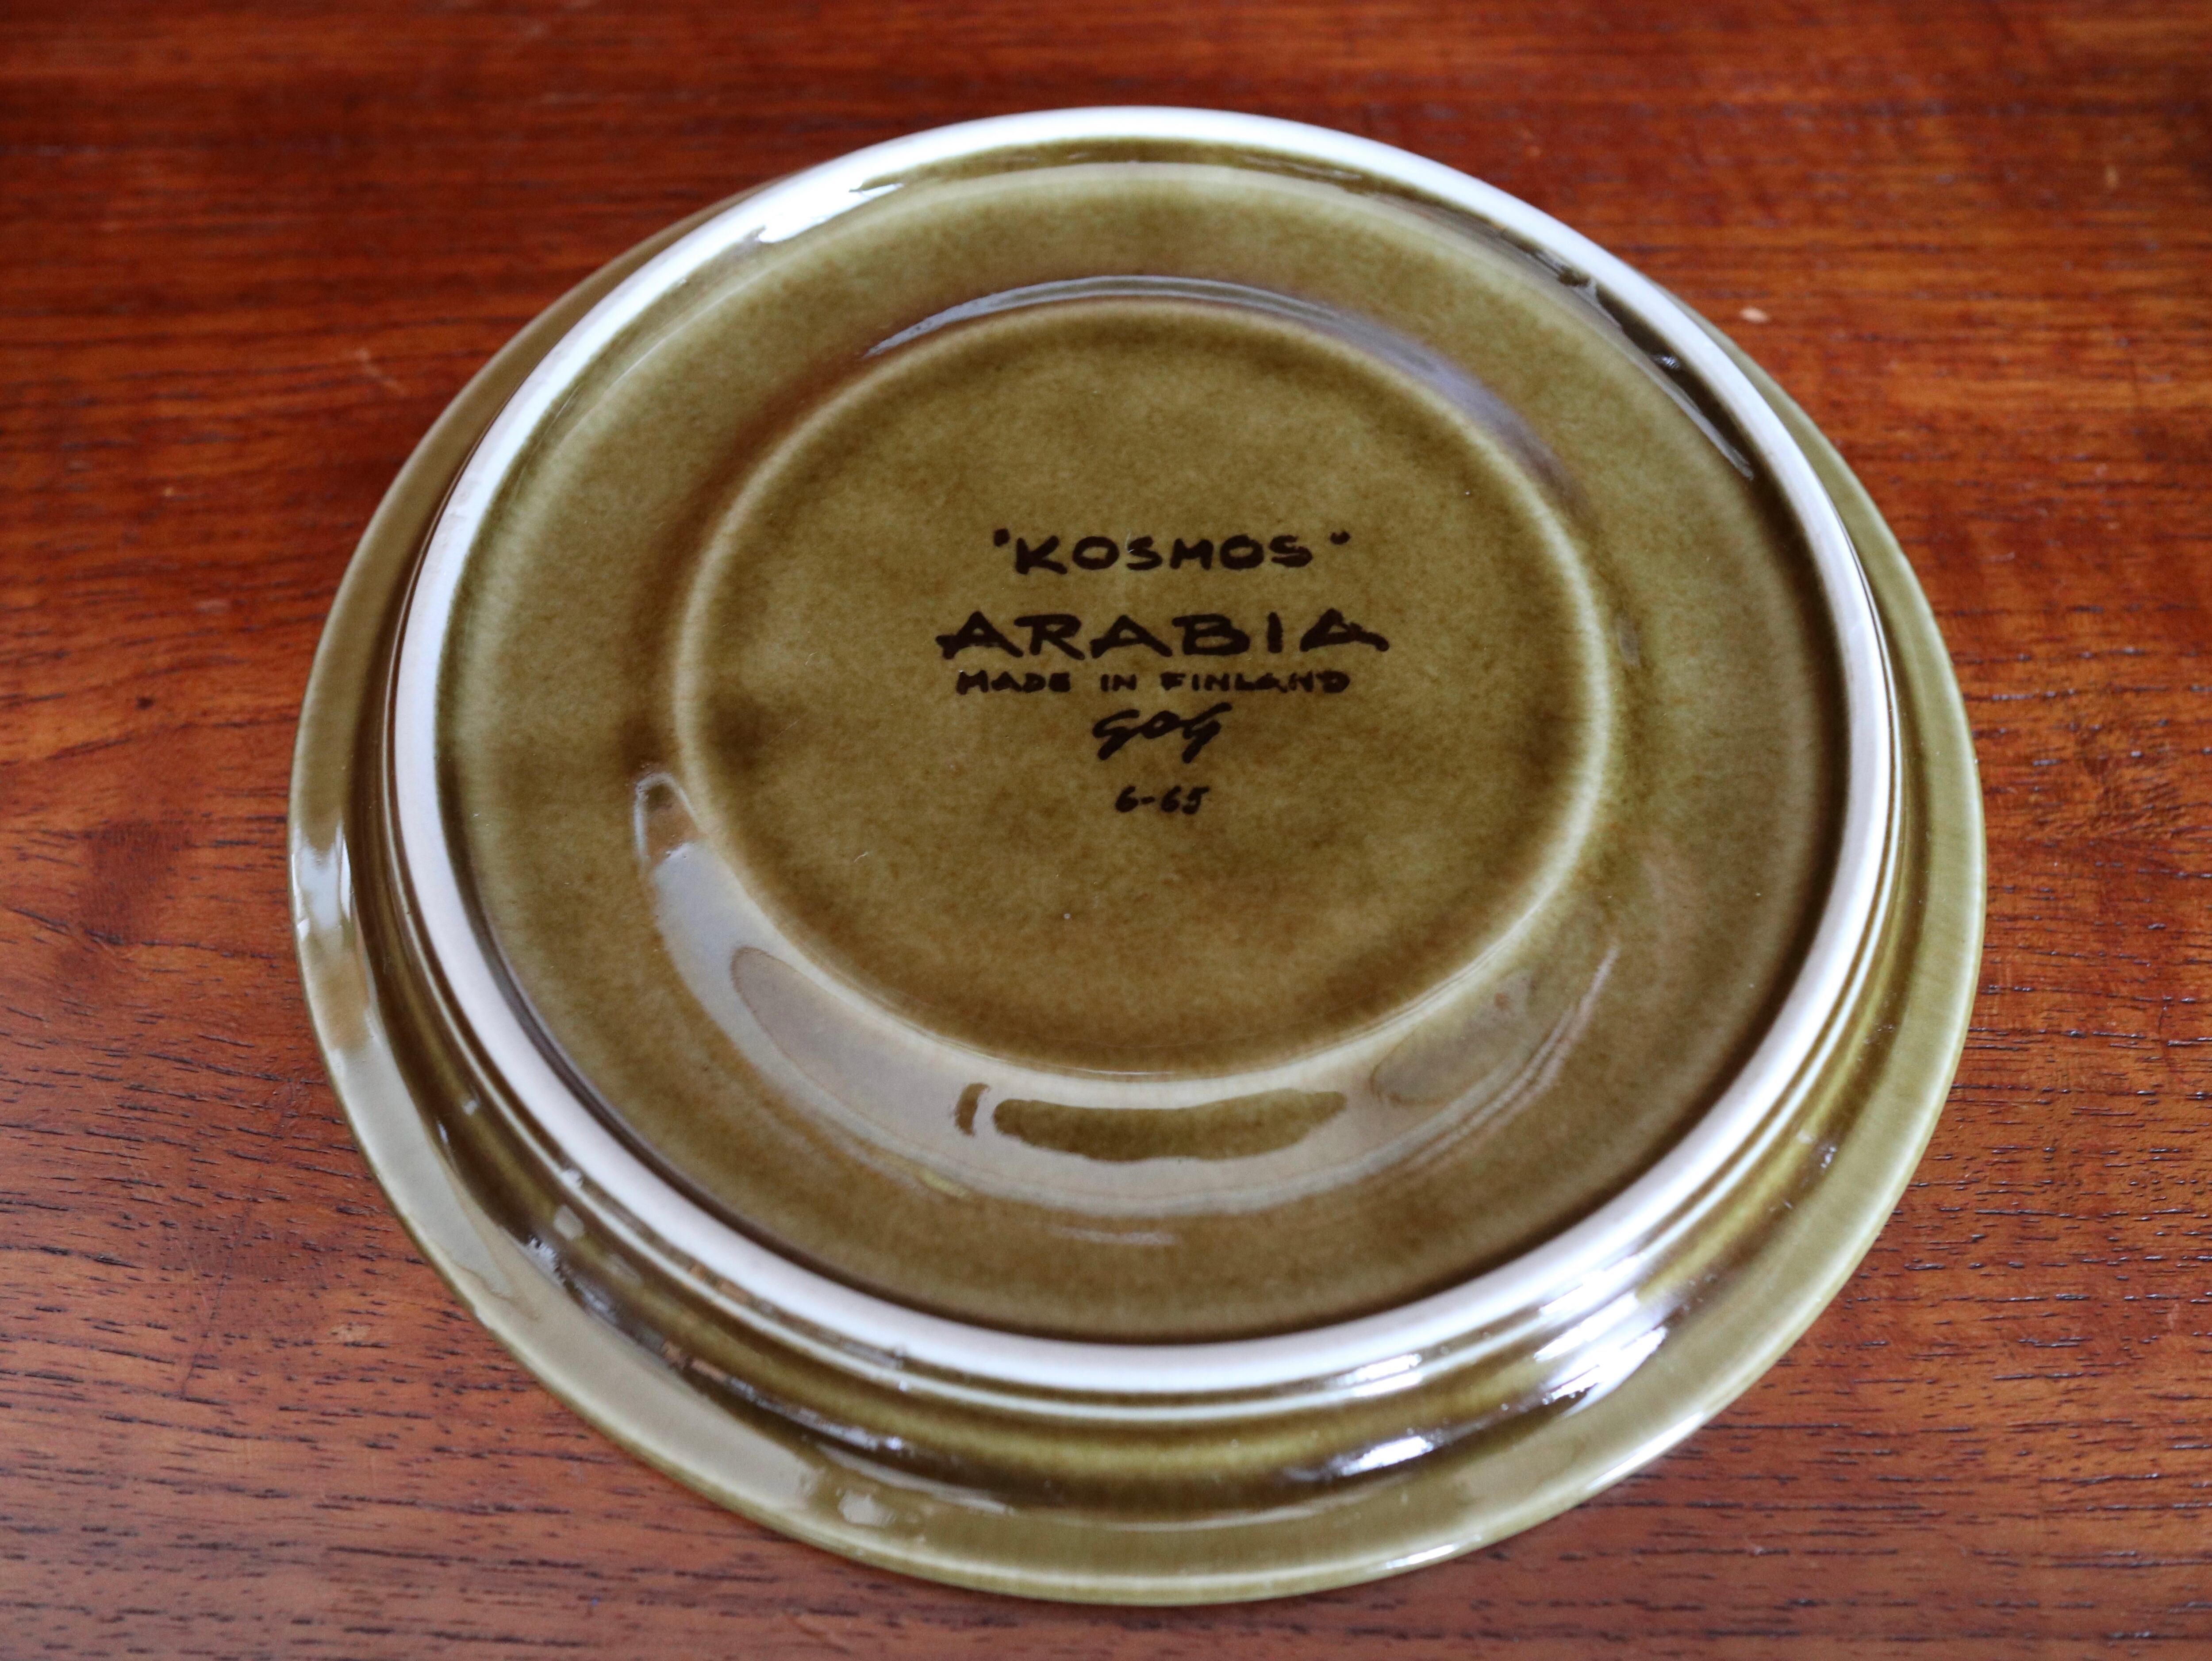 "KOSMOS"
ARABIA
MADE IN FINLAND
GOG
6-65